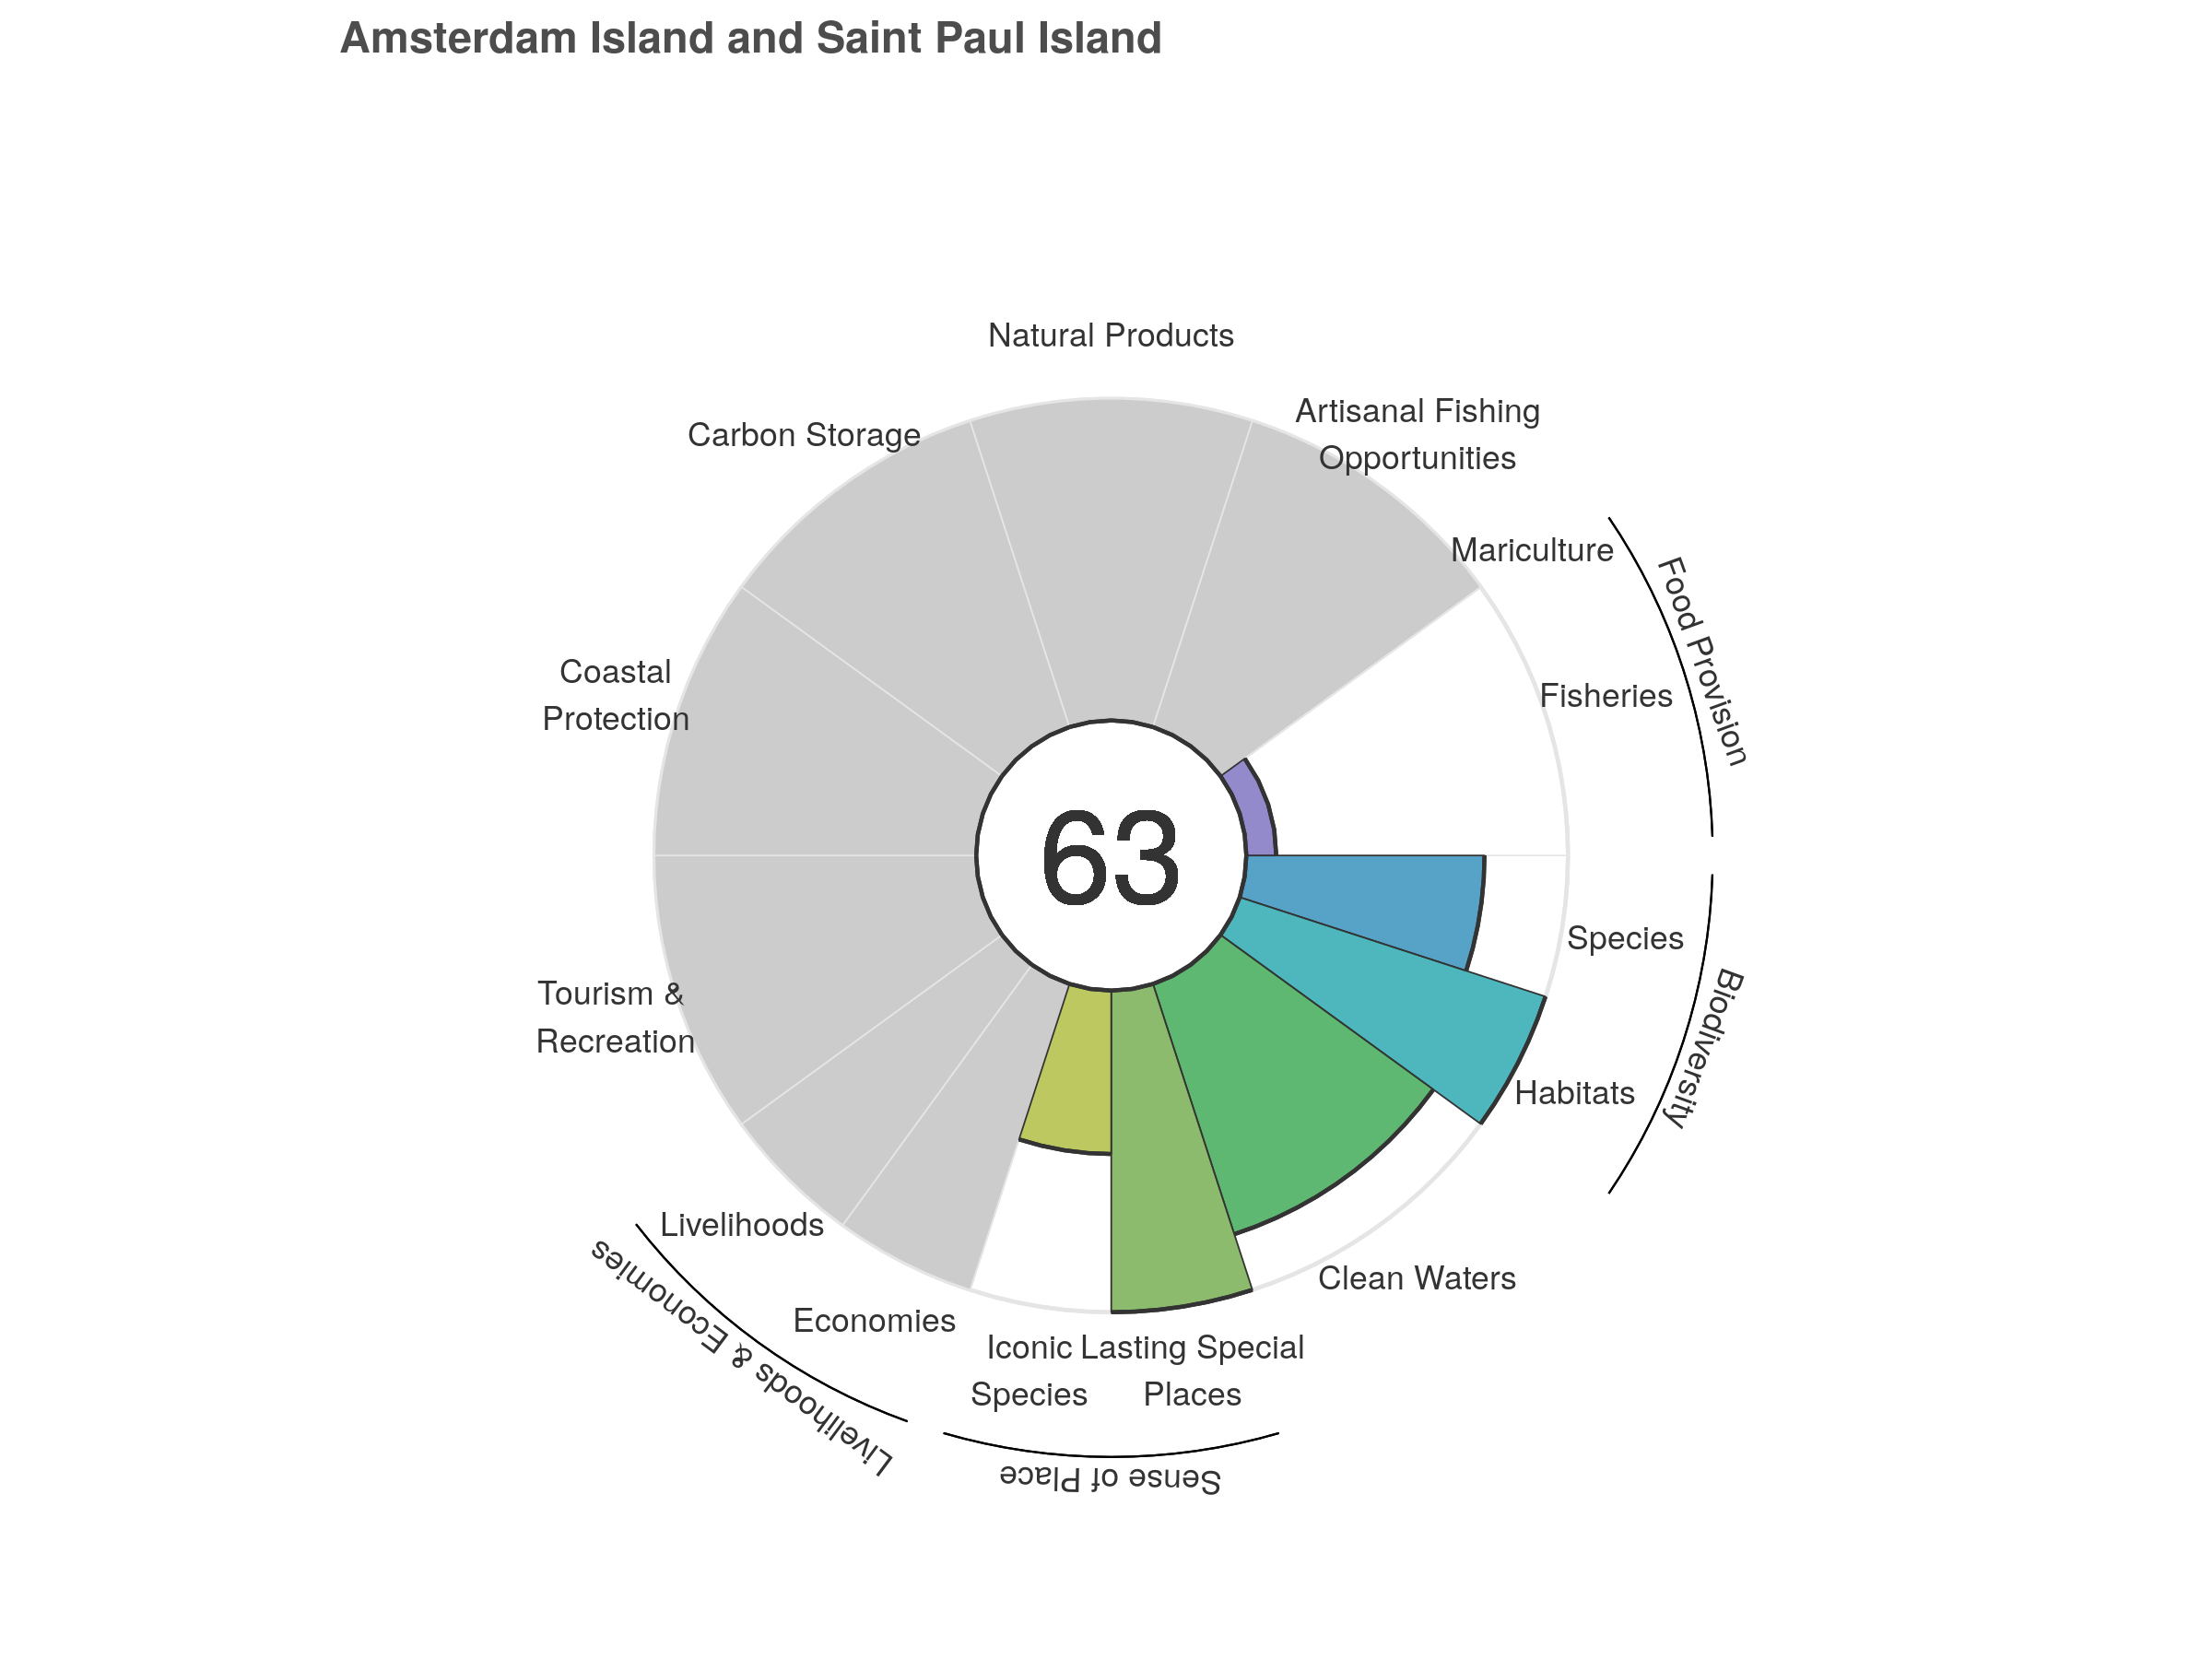 Amsterdam Island and Saint Paul Island
Natural Products
Artisanal Fishing
Opportunities
Carbon Storage
Mariculture
Food Provision
Coastal
Protection
Fisheries
63
Species
Biodiversity
Tourism &
Recreation
Habitats
Livelihoods
Clean Waters
Economies
Livelihoods & Economies
Iconic
Species
Lasting Special
Places
Sense of Place